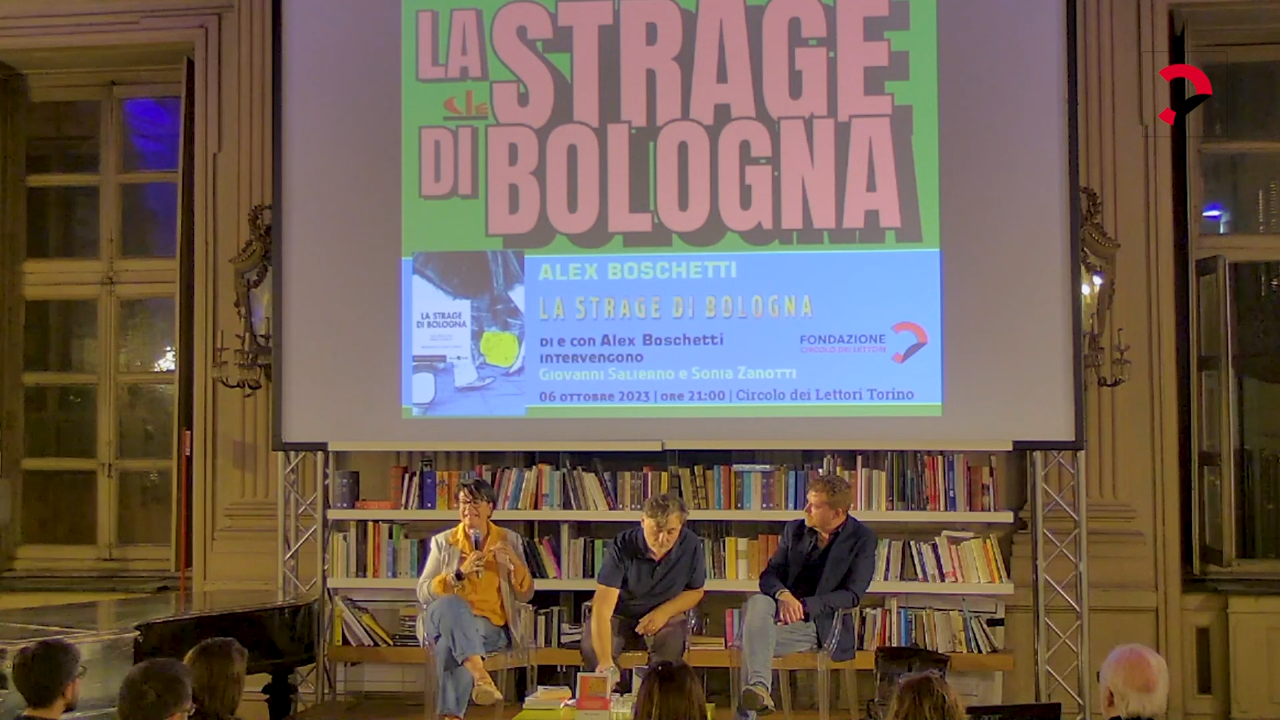 LA STRAGE
DI BOLOGNA
ALEX BOSCHETTI
LA STRAGE DI BOLOGNA
DI e con Alex Boschetti
INTERVENGONO
Giovanni Salierno e Sonia Zanotti
06 OTTOBRE 2023 | ORE 21:00 | Circolo dei Lettori Torino
LA STRAGE
DI BOLOGNA
FONDAZIONE
CIRCOLO DEI LETTORI